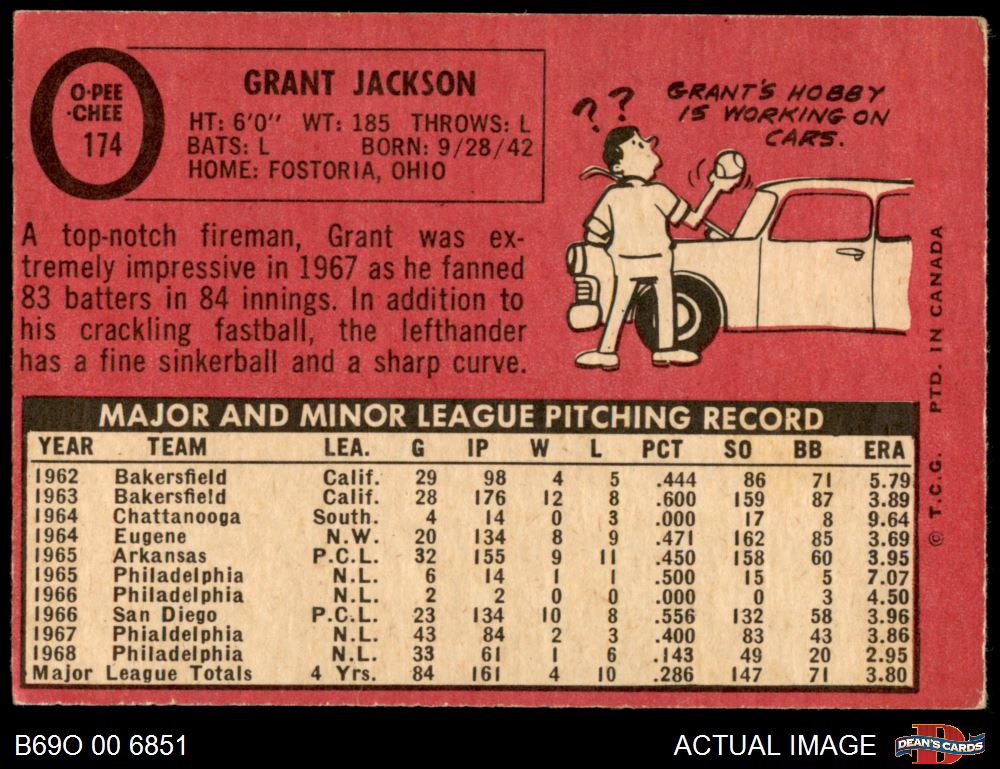 O·PEE
·CHEE
174
GRANT JACKSON
HT: 6'0" WT: 185 THROWS: L
BATS: L BORN: 9/28/42
HOME: FOSTORIA, OHIO
? ?
GRANT'S HOBBY
IS WORKING ON
CARS.
A top-notch fireman, Grant was ex-
tremely impressive in 1967 as he fanned
83 batters in 84 innings. In addition to
his crackling fastball, the lefthander
has a fine sinkerball and a sharp curve.
MAJOR AND MINOR LEAGUE PITCHING RECORD
YEAR TEAM LEA. G IP W L PCT SO BB ERA
1962 Bakersfield Calif. 29 98 4 5 .444 86 71 5.79
1963 Bakersfield Calif. 28 176 12 8 .600 159 87 3.89
1964 Chattanooga South. 4 14 0 3 .000 17 8 9.64
1964 Eugene N.W. 20 134 8 9 .471 162 85 3.69
1965 Arkansas P.C.L. 32 155 9 11 .450 158 60 3.95
1965 Philadelphia N.L. 6 14 1 1 .500 15 5 7.07
1966 Philadelphia N.L. 2 2 0 0 .000 0 3 4.50
1966 San Diego P.C.L. 23 134 10 8 .556 132 58 3.96
1967 Phialdelphia N.L. 43 84 2 3 .400 83 43 3.86
1968 Philadelphia N.L. 33 61 1 6 .143 49 20 2.95
Major League Totals 4 Yrs. 84 161 4 10 .286 147 71 3.80
© T.C.G. PTD. IN CANADA
B69O 00 6851
ACTUAL IMAGE
D
DEAN'S CARDS